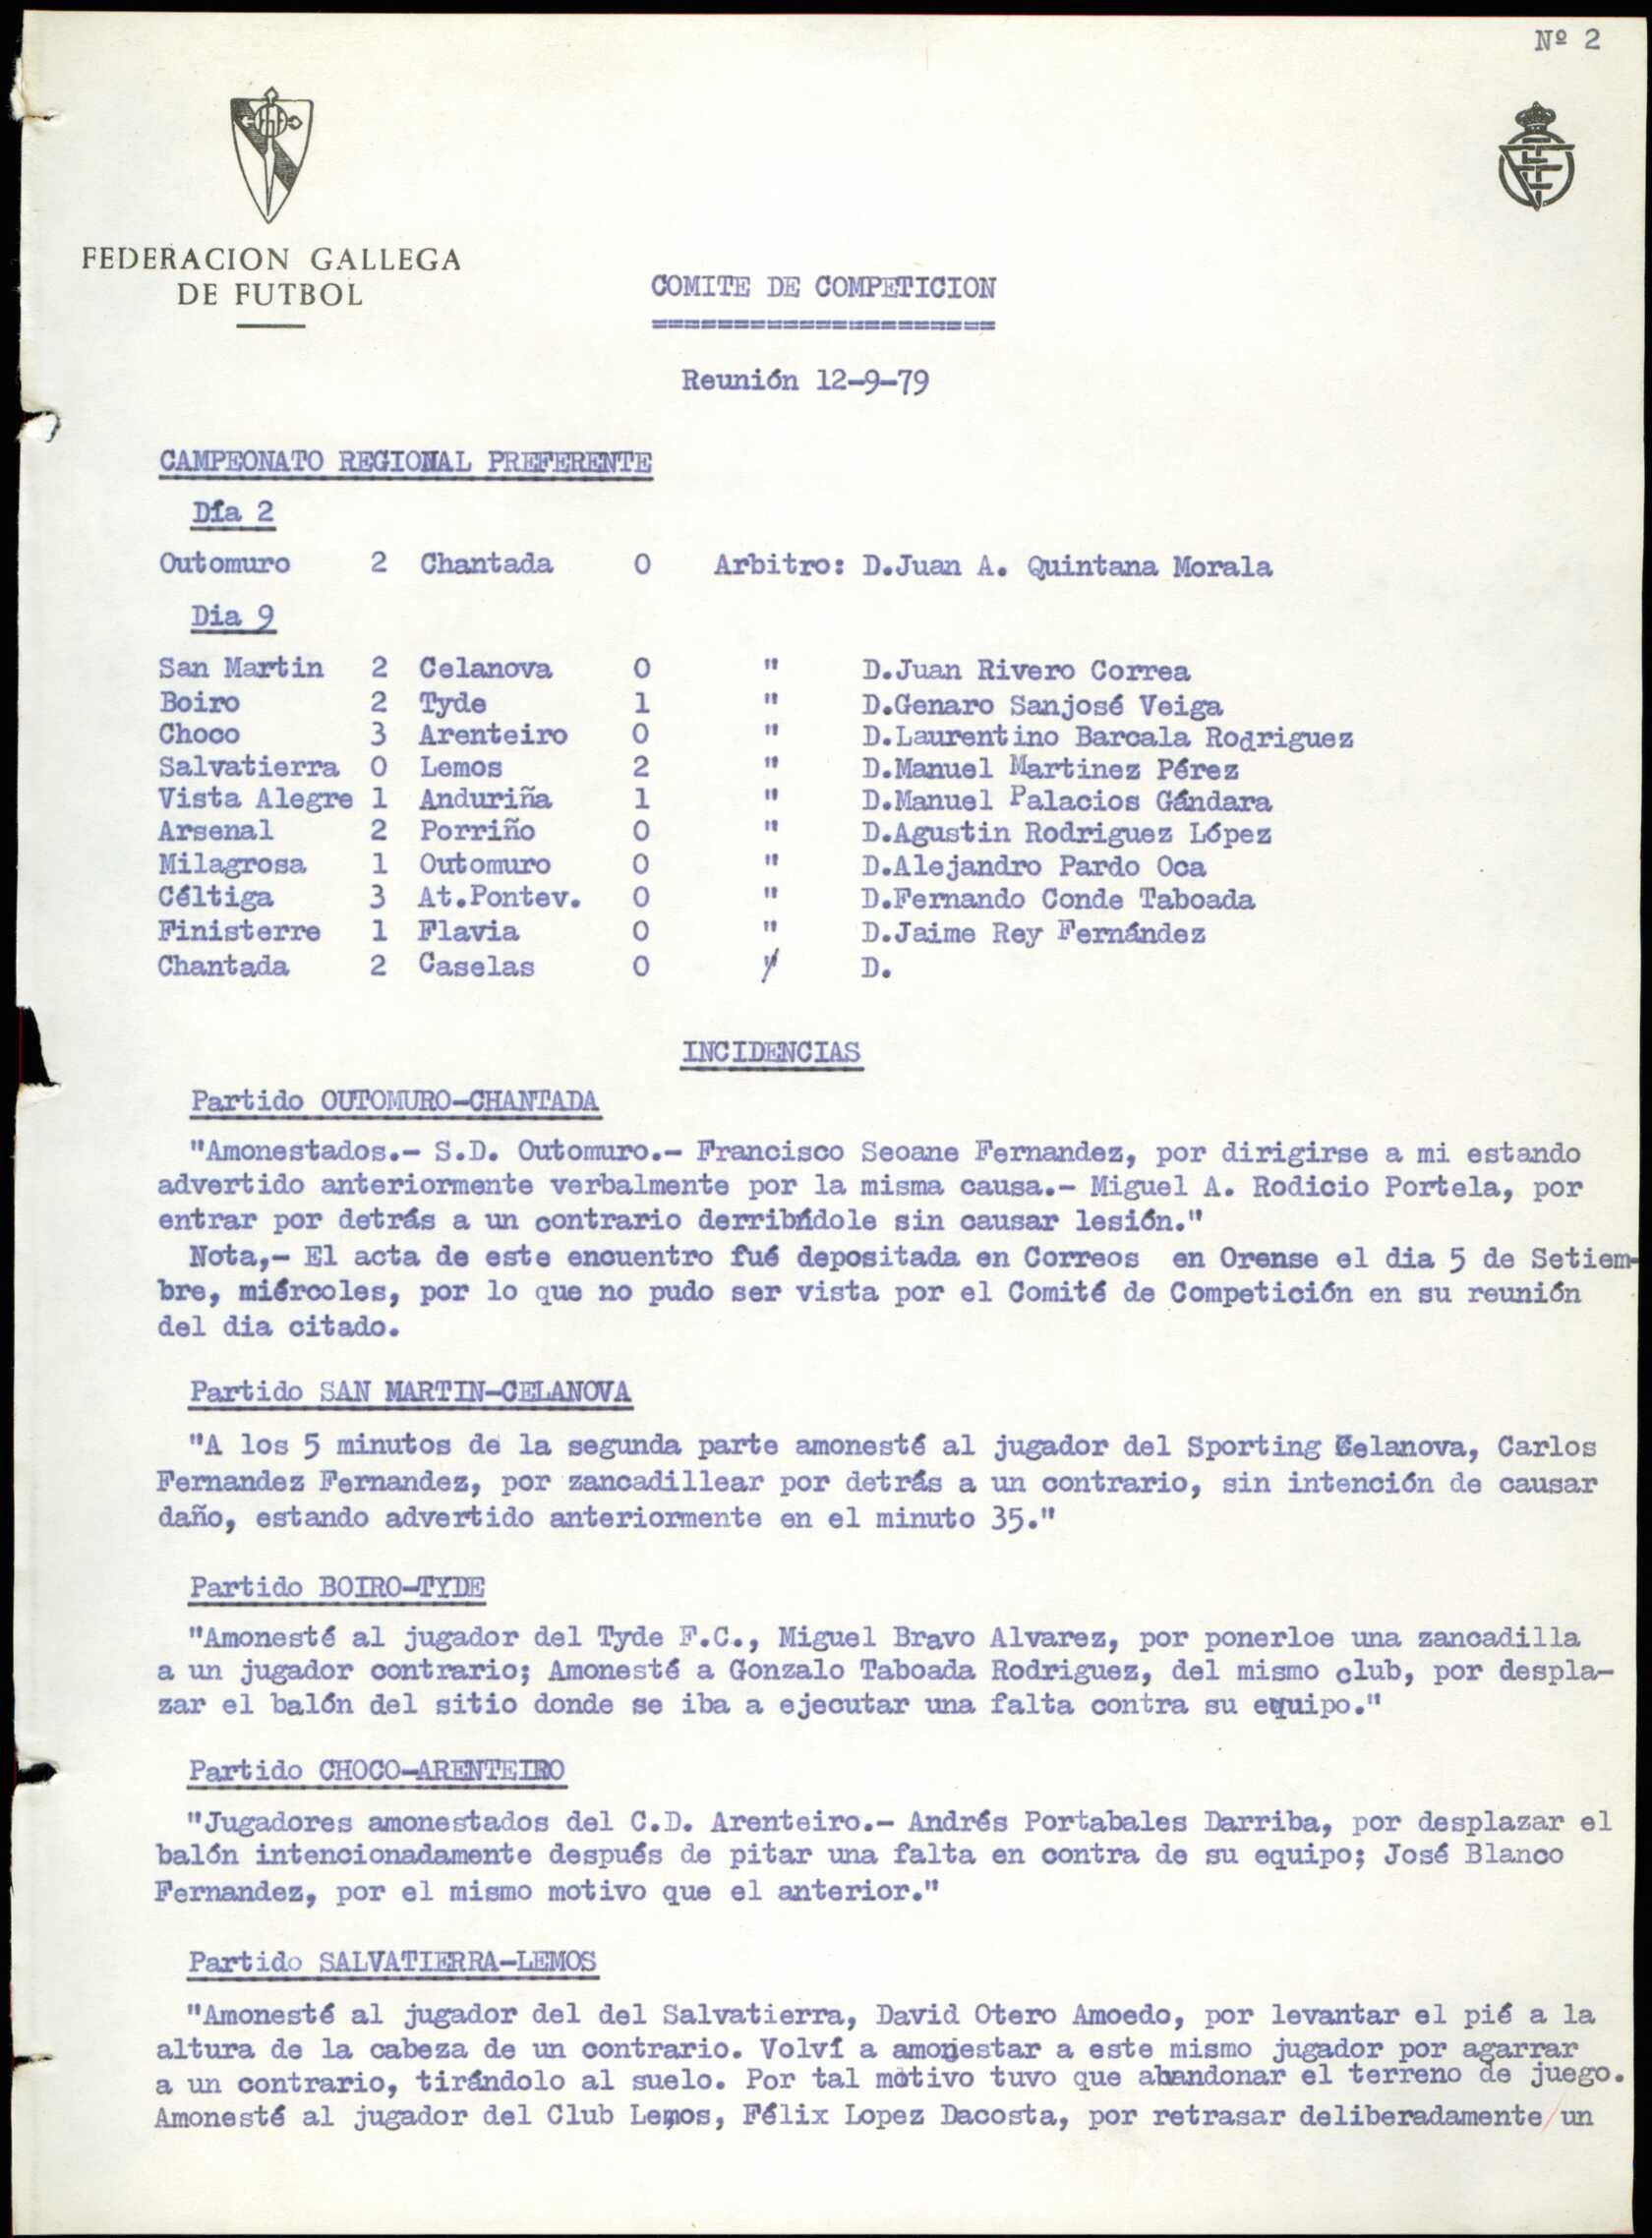 Nº 2
FEDERACION GALLEGA
DE FUTBOL
COMITE DE COMPETICION
=====================
Reunión 12-9-79
CAMPEONATO REGIONAL PREFERENTE
Día 2
Outomuro 2 Chantada 0 Arbitro: D.Juan A. Quintana Morala
Dia 9
San Martin 2 Celanova 0 " D.Juan Rivero Correa
Boiro 2 Tyde 1 " D.Genaro Sanjosé Veiga
Choco 3 Arenteiro 0 " D.Laurentino Barcala Rodriguez
Salvatierra 0 Lemos 2 " D.Manuel Martinez Pérez
Vista Alegre 1 Anduriña 1 " D.Manuel Palacios Gándara
Arsenal 2 Porriño 0 " D.Agustin Rodriguez López
Milagrosa 1 Outomuro 0 " D.Alejandro Pardo Oca
Céltiga 3 At.Pontev. 0 " D.Fernando Conde Taboada
Finisterre 1 Flavia 0 " D.Jaime Rey Fernández
Chantada 2 Caselas 0 " D.
INCIDENCIAS
Partido OUTOMURO-CHANTADA
"Amonestados.- S.D. Outomuro.- Francisco Seoane Fernandez, por dirigirse a mi estando
advertido anteriormente verbalmente por la misma causa.- Miguel A. Rodicio Portela, por
entrar por detrás a un contrario derribńdole sin causar lesión."
Nota,- El acta de este encuentro fué depositada en Correos en Orense el dia 5 de Setiem-
bre, miércoles, por lo que no pudo ser vista por el Comité de Competición en su reunión
del dia citado.
Partido SAN MARTIN-CELANOVA
"A los 5 minutos de la segunda parte amonesté al jugador del Sporting Celanova, Carlos
Fernandez Fernandez, por zancadillear por detrás a un contrario, sin intención de causar
daño, estando advertido anteriormente en el minuto 35."
Partido BOIRO-TYDE
"Amonesté al jugador del Tyde F.C., Miguel Bravo Alvarez, por ponerloe una zancadilla
a un jugador contrario; Amonesté a Gonzalo Taboada Rodriguez, del mismo club, por despla-
zar el balón del sitio donde se iba a ejecutar una falta contra su equipo."
Partido CHOCO-ARENTEIRO
"Jugadores amonestados del C.D. Arenteiro.- Andrés Portabales Darriba, por desplazar el
balón intencionadamente después de pitar una falta en contra de su equipo; José Blanco
Fernandez, por el mismo motivo que el anterior."
Partido SALVATIERRA-LEMOS
"Amonesté al jugador del del Salvatierra, David Otero Amoedo, por levantar el pié a la
altura de la cabeza de un contrario. Volví a amonestar a este mismo jugador por agarrar
a un contrario, tirándolo al suelo. Por tal motivo tuvo que abandonar el terreno de juego.
Amonesté al jugador del Club Lemos, Félix Lopez Dacosta, por retrasar deliberadamente un